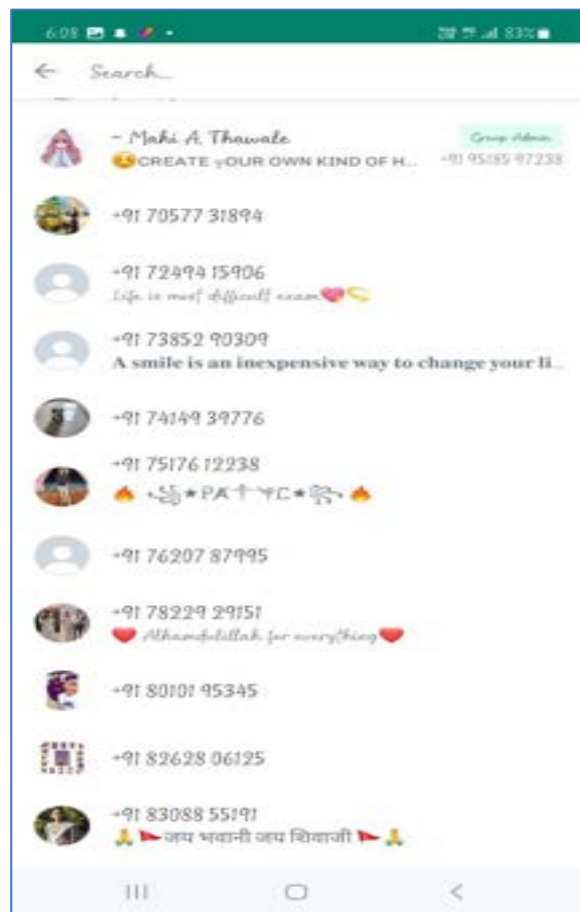 6:08
83%
Search...
~ Mahi A. Thawale
Group Admin
😊CREATE yOUR OWN KIND OF H...
+91 95185 97238
+91 70577 31894
+91 72494 15906
Life is most difficult exam💖💫
+91 73852 90309
A smile is an inexpensive way to change your li...
+91 74149 39776
+91 75176 12238
+91 76207 87995
+91 78229 29151
❤️ Alhamdulillah for everything❤️
+91 80101 95345
+91 82628 06125
+91 83088 55191
🙏🚩जय भवानी जय शिवाजी🚩🙏